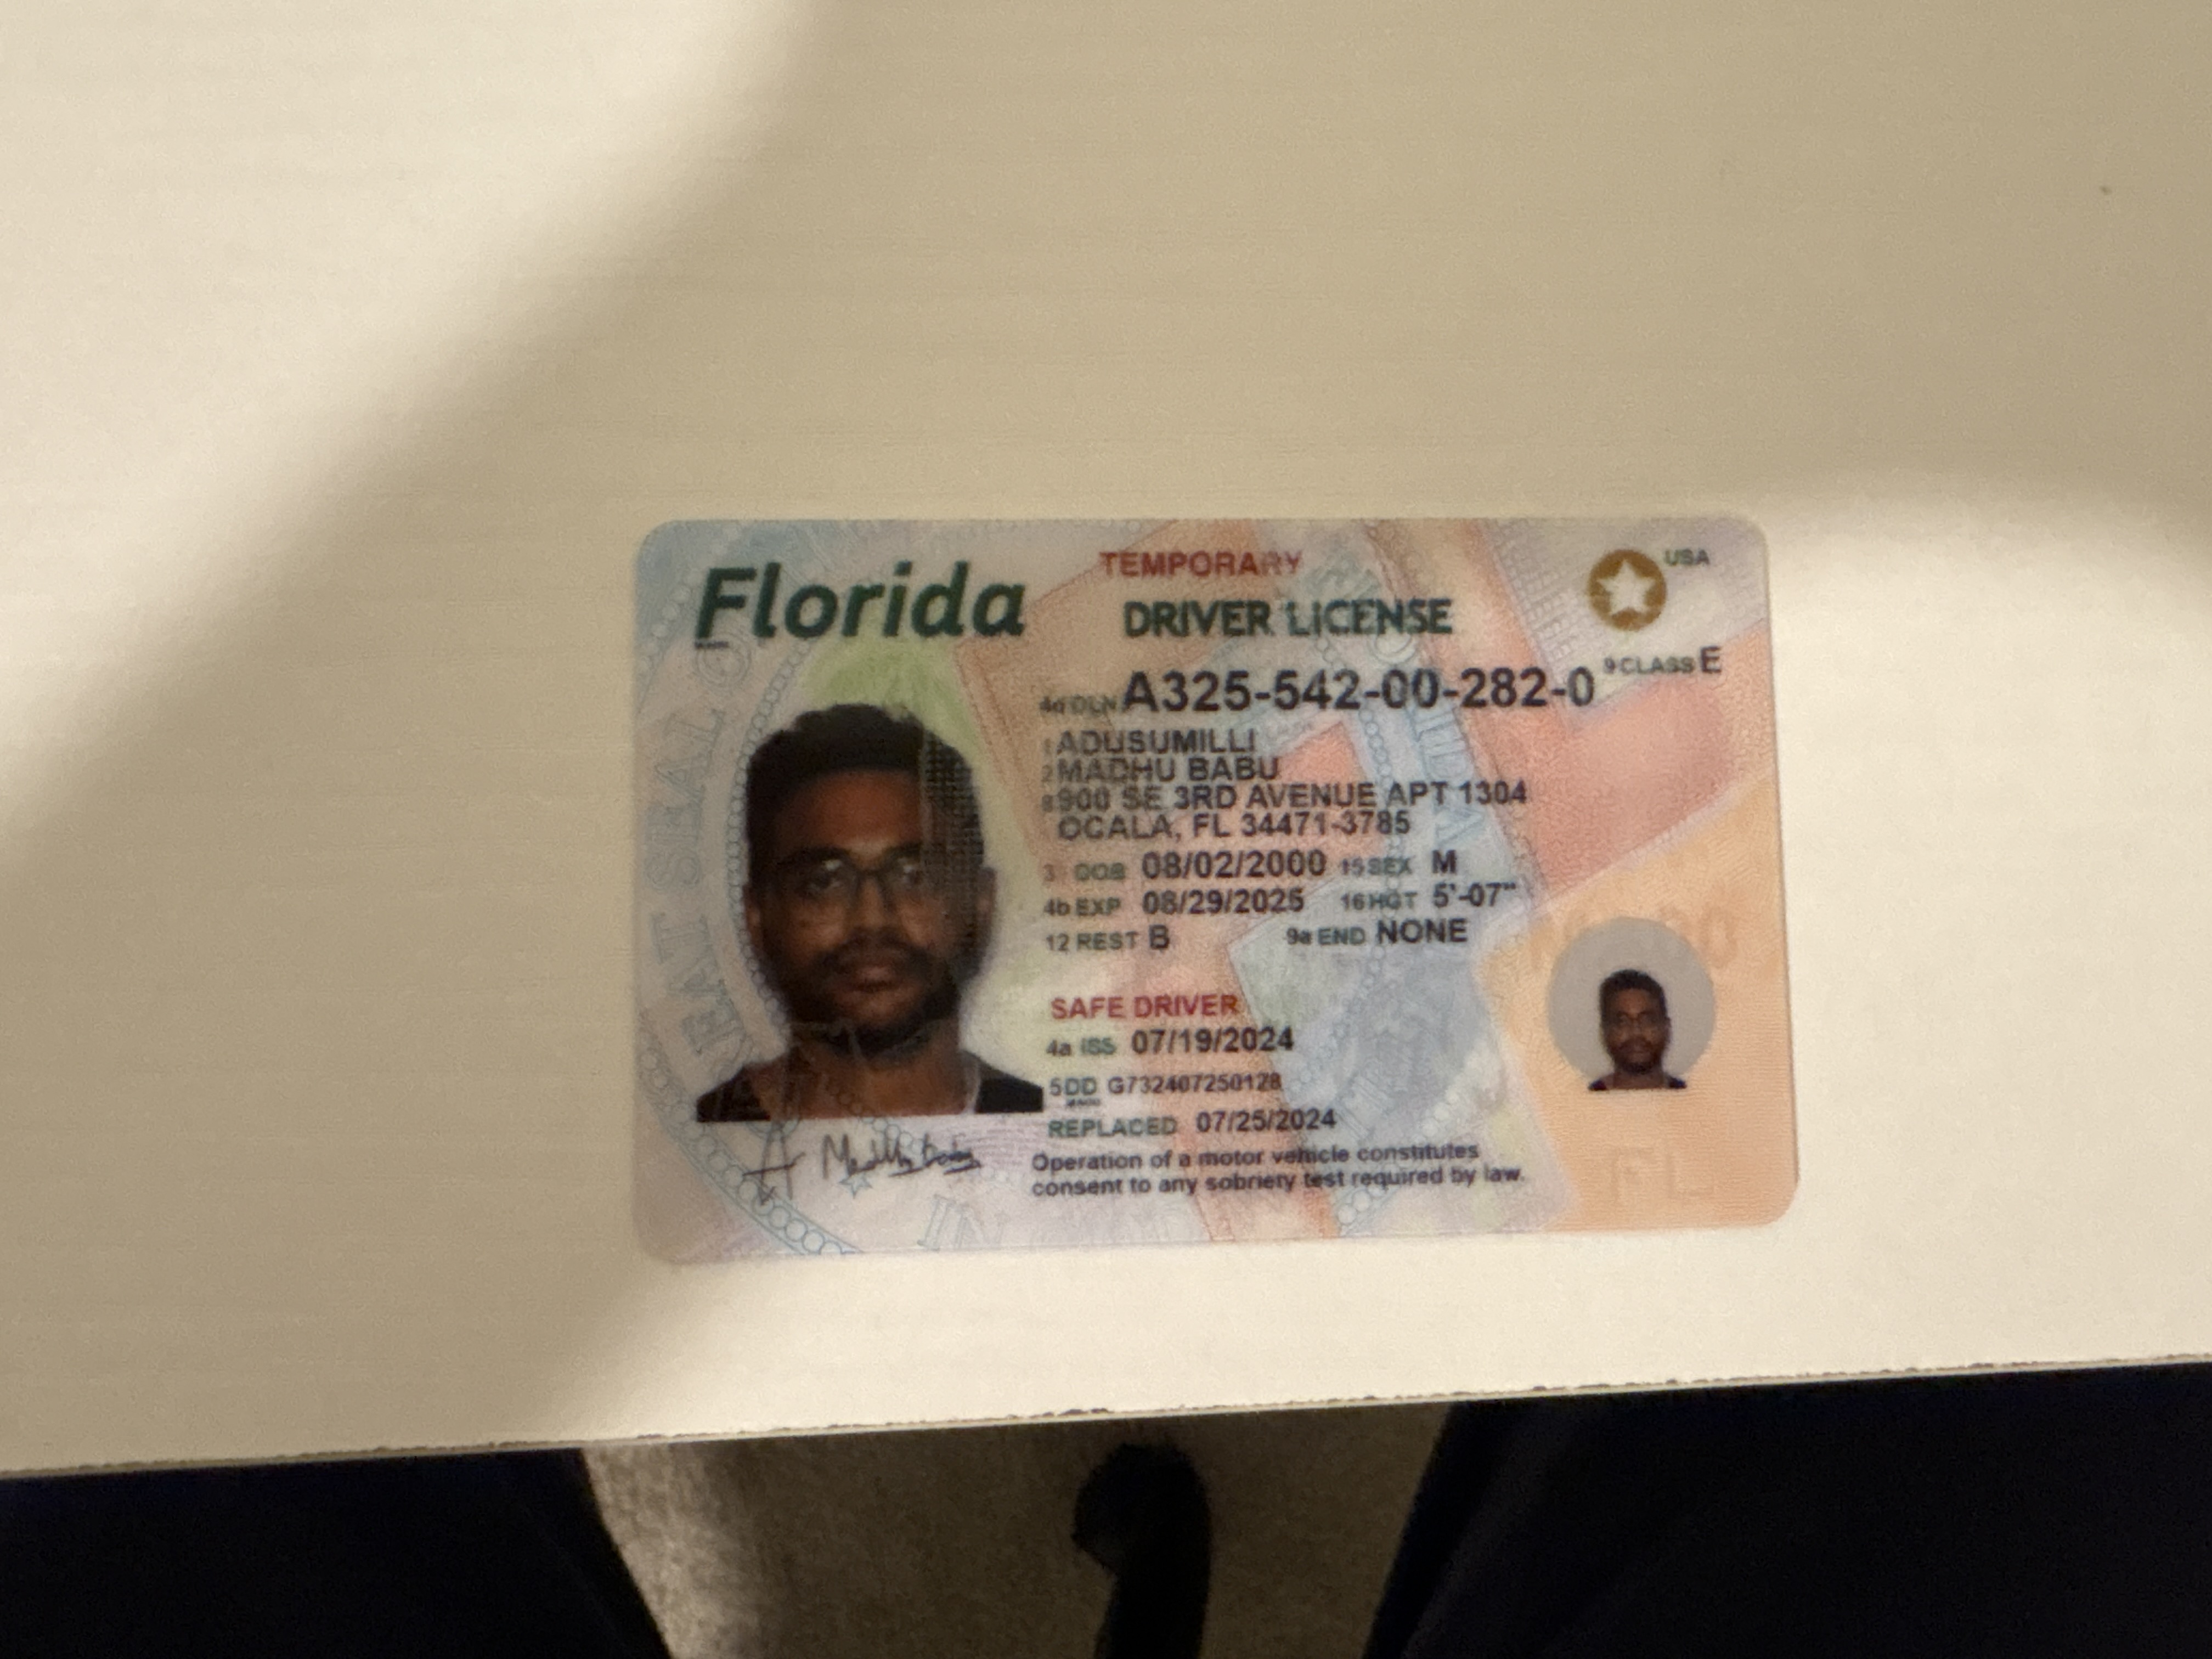 Florida
TEMPORARY
DRIVER LICENSE
USA
4d DLN A325-542-00-282-0 9 CLASS E
1 ADUSUMILLI
2 MADHU BABU
8 900 SE 3RD AVENUE APT 1304
OCALA, FL 34471-3785
3 DOB 08/02/2000 15 SEX M
4b EXP 08/29/2025 16 HGT 5'-07"
12 REST B 9a END NONE
SAFE DRIVER
4a ISS 07/19/2024
5DD G732407250128
REPLACED 07/25/2024
Operation of a motor vehicle constitutes
consent to any sobriety test required by law.
GREAT SEAL O
FL